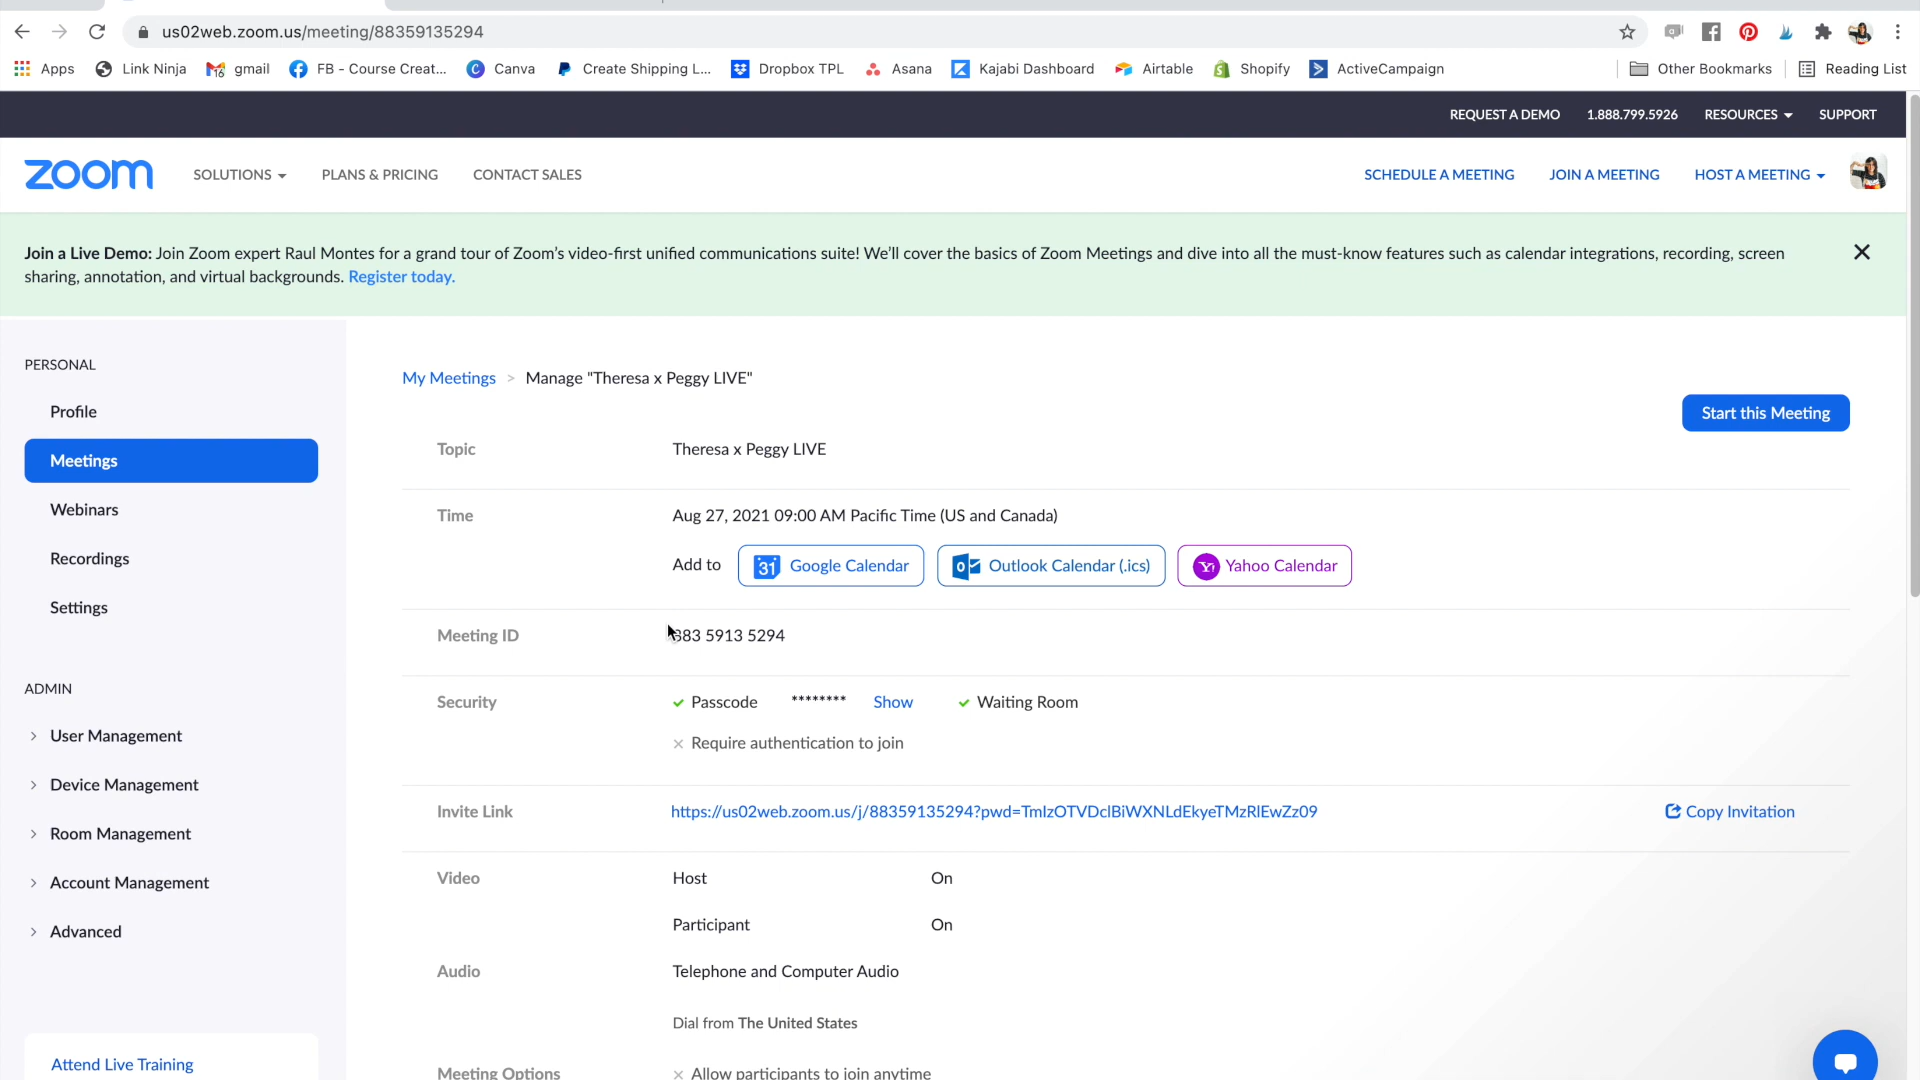 us02web.zoom.us/meeting/88359135294
Apps
Link Ninja
gmail
FB - Course Creat...
Canva
Create Shipping L...
Dropbox TPL
Asana
Kajabi Dashboard
Airtable
Shopify
ActiveCampaign
Other Bookmarks
Reading List
REQUEST A DEMO
1.888.799.5926
RESOURCES
SUPPORT
zoom
SOLUTIONS
PLANS & PRICING
CONTACT SALES
SCHEDULE A MEETING
JOIN A MEETING
HOST A MEETING
Join a Live Demo: Join Zoom expert Raul Montes for a grand tour of Zoom's video-first unified communications suite! We'll cover the basics of Zoom Meetings and dive into all the must-know features such as calendar integrations, recording, screen
sharing, annotation, and virtual backgrounds. Register today.
PERSONAL
Profile
Meetings
Webinars
Recordings
Settings
ADMIN
User Management
Device Management
Room Management
Account Management
Advanced
Attend Live Training
My Meetings > Manage "Theresa x Peggy LIVE"
Start this Meeting
Topic
Theresa x Peggy LIVE
Time
Aug 27, 2021 09:00 AM Pacific Time (US and Canada)
Add to
31 Google Calendar
Outlook Calendar (.ics)
Yahoo Calendar
Meeting ID
883 5913 5294
Security
Passcode
********
Show
Waiting Room
Require authentication to join
Invite Link
https://us02web.zoom.us/j/88359135294?pwd=TmIzOTVDclBiWXNLdEkyeTMzRlEwZz09
Copy Invitation
Video
Host
On
Participant
On
Audio
Telephone and Computer Audio
Dial from The United States
Meeting Options
Allow participants to join anytime